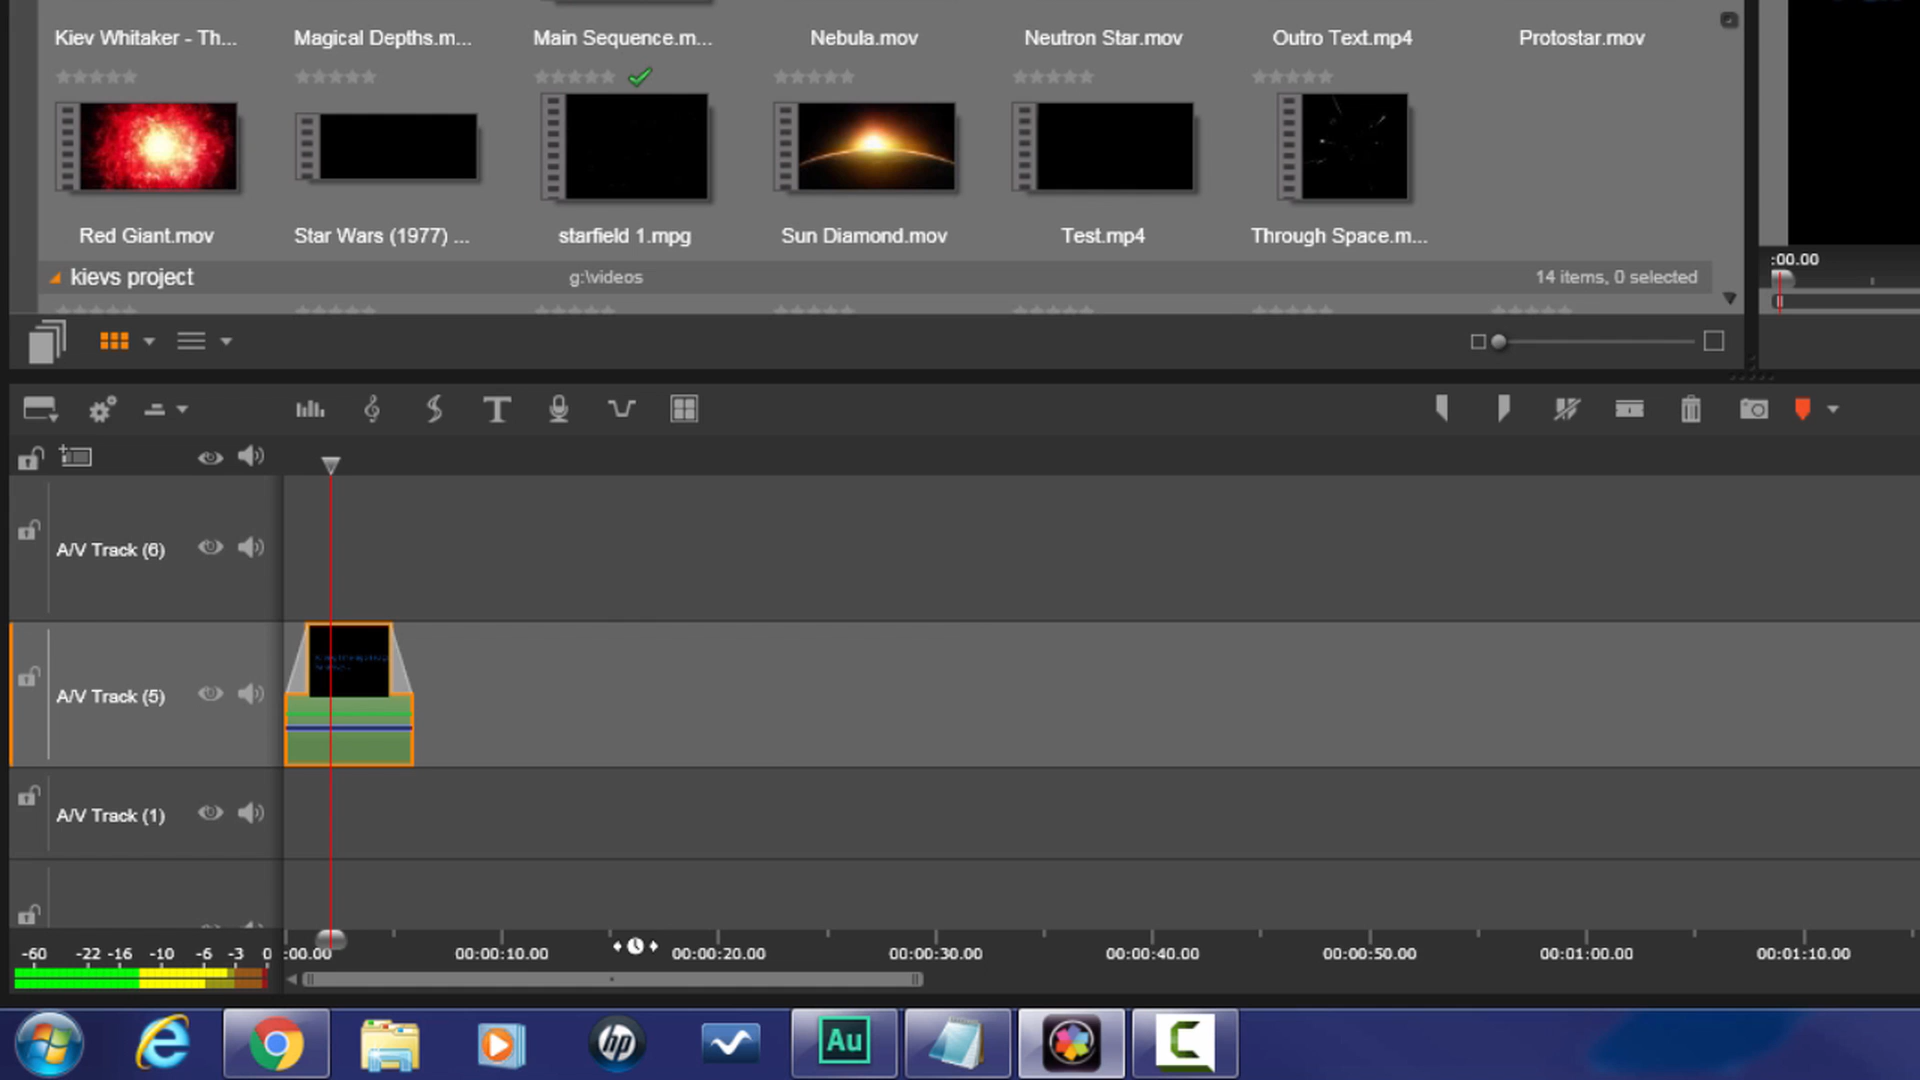 Kiev Whitaker - Th...
Magical Depths.m...
Main Sequence.m...
Nebula.mov
Neutron Star.mov
Outro Text.mp4
Protostar.mov
Red Giant.mov
Star Wars (1977) ...
starfield 1.mpg
Sun Diamond.mov
Test.mp4
Through Space.m...
kievs project
g:\videos
14 items, 0 selected
:00.00
A/V Track (6)
A/V Track (5)
A/V Track (1)
-60 -22 -16 -10 -6 -3 0
:00.00 00:00:10.00 00:00:20.00 00:00:30.00 00:00:40.00 00:00:50.00 00:01:00.00 00:01:10.00
hp
Au